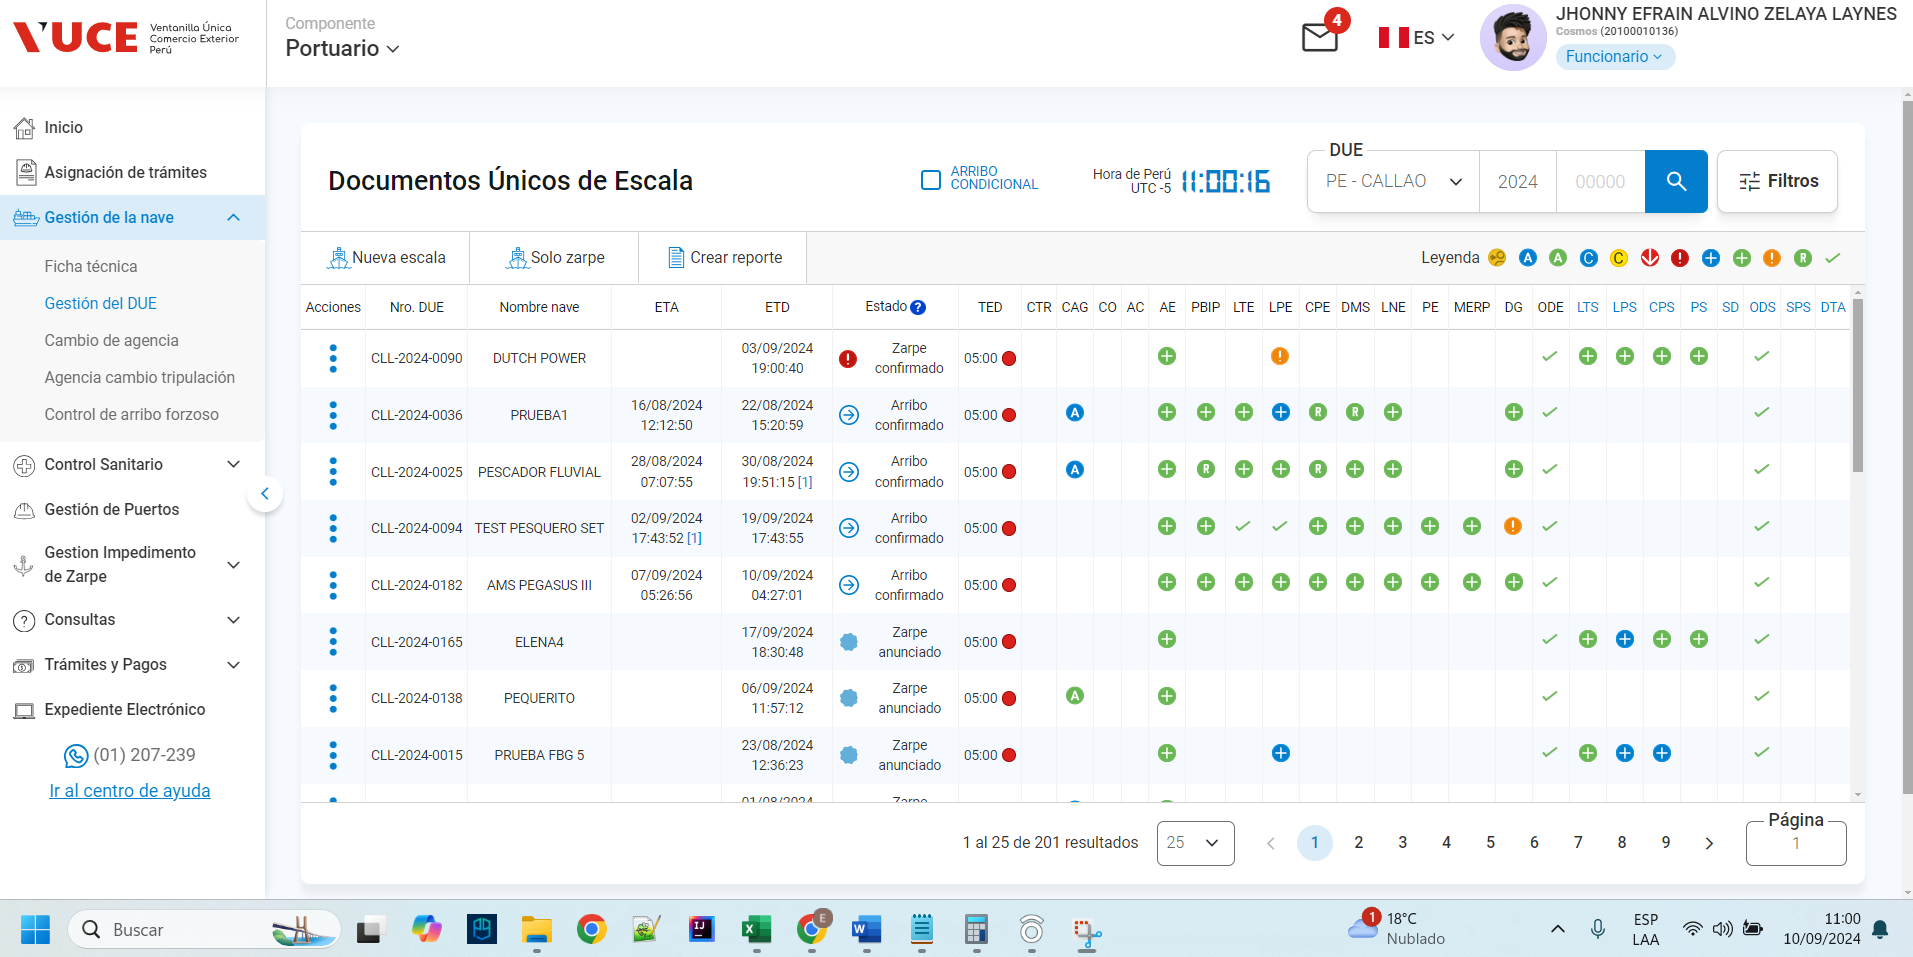 VUCE
Ventanilla Única
Comercio Exterior
Perú
Componente
Portuario
4
ES
JHONNY EFRAIN ALVINO ZELAYA LAYNES
Cosmos (20100010136)
Funcionario
Inicio
Asignación de trámites
Gestión de la nave
Ficha técnica
Gestión del DUE
Cambio de agencia
Agencia cambio tripulación
Control de arribo forzoso
Control Sanitario
Gestión de Puertos
Gestion Impedimento
de Zarpe
Consultas
Trámites y Pagos
Expediente Electrónico
(01) 207-239
Ir al centro de ayuda
Documentos Únicos de Escala
ARRIBO
CONDICIONAL
Hora de Perú
UTC -5
11:00:16
DUE
PE - CALLAO
2024
00000
Filtros
Nueva escala
Solo zarpe
Crear reporte
Leyenda A A C C ! + + ! R
Acciones Nro. DUE Nombre nave ETA ETD Estado ? TED CTR CAG CO AC AE PBIP LTE LPE CPE DMS LNE PE MERP DG ODE LTS LPS CPS PS SD ODS SPS DTA
CLL-2024-0090 DUTCH POWER 03/09/2024 19:00:40 ! Zarpe confirmado 05:00 + ! + + + +
CLL-2024-0036 PRUEBA1 16/08/2024 12:12:50 22/08/2024 15:20:59 Arribo confirmado 05:00 A + + + + R R + +
CLL-2024-0025 PESCADOR FLUVIAL 28/08/2024 07:07:55 30/08/2024 19:51:15 [1] Arribo confirmado 05:00 A + R + + R + + +
CLL-2024-0094 TEST PESQUERO SET 02/09/2024 17:43:52 [1] 19/09/2024 17:43:55 Arribo confirmado 05:00 + + + + + + + !
CLL-2024-0182 AMS PEGASUS III 07/09/2024 05:26:56 10/09/2024 04:27:01 Arribo confirmado 05:00 + + + + + + + + + +
CLL-2024-0165 ELENA4 17/09/2024 18:30:48 Zarpe anunciado 05:00 + + + + +
CLL-2024-0138 PEQUERITO 06/09/2024 11:57:12 Zarpe anunciado 05:00 A +
CLL-2024-0015 PRUEBA FBG 5 23/08/2024 12:36:23 Zarpe anunciado 05:00 + + + + +
01/08/2024 Zarpe
1 al 25 de 201 resultados
25
1 2 3 4 5 6 7 8 9
Página
1
Buscar
IJ
X
E
W
1
18°C
Nublado
ESP
LAA
11:00
10/09/2024